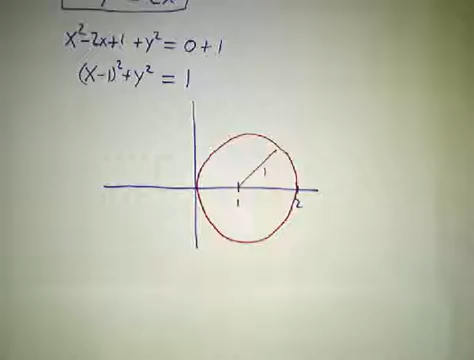 x²-2x+1+y²=0+1
(x-1)²+y²=1
1
1
2